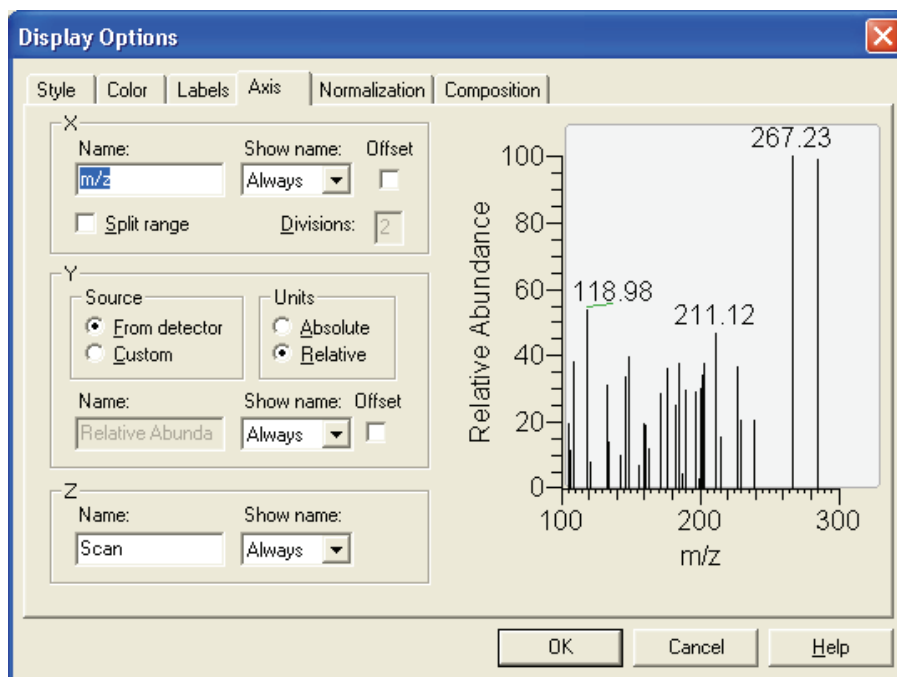 Display Options
Style Color Labels Axis Normalization Composition
X
Name: Show name: Offset
m/z Always
Split range Divisions: 2
Y
Source Units
From detector Absolute
Custom Relative
Name: Show name: Offset
Relative Abunda Always
Z
Name: Show name:
Scan Always
267.23
100
80
60
118.98
211.12
40
20
0
Relative Abundance
100 200 300
m/z
OK Cancel Help